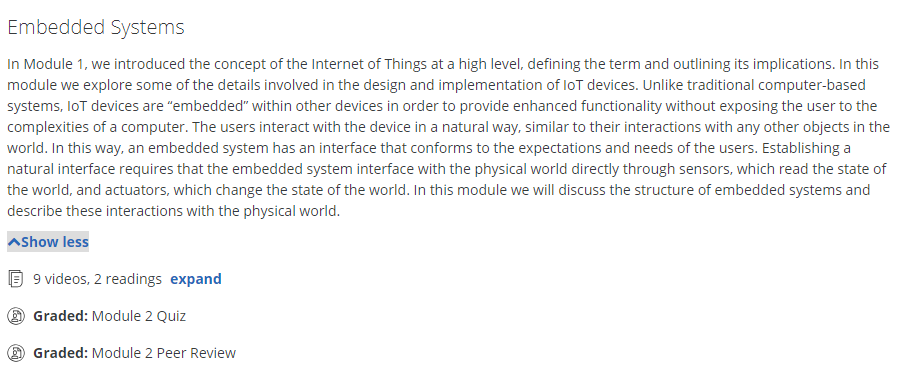 Embedded Systems
In Module 1, we introduced the concept of the Internet of Things at a high level, defining the term and outlining its implications. In this
module we explore some of the details involved in the design and implementation of IoT devices. Unlike traditional computer-based
systems, IoT devices are “embedded” within other devices in order to provide enhanced functionality without exposing the user to the
complexities of a computer. The users interact with the device in a natural way, similar to their interactions with any other objects in the
world. In this way, an embedded system has an interface that conforms to the expectations and needs of the users. Establishing a
natural interface requires that the embedded system interface with the physical world directly through sensors, which read the state of
the world, and actuators, which change the state of the world. In this module we will discuss the structure of embedded systems and
describe these interactions with the physical world.
Show less
9 videos, 2 readings expand
Graded: Module 2 Quiz
Graded: Module 2 Peer Review